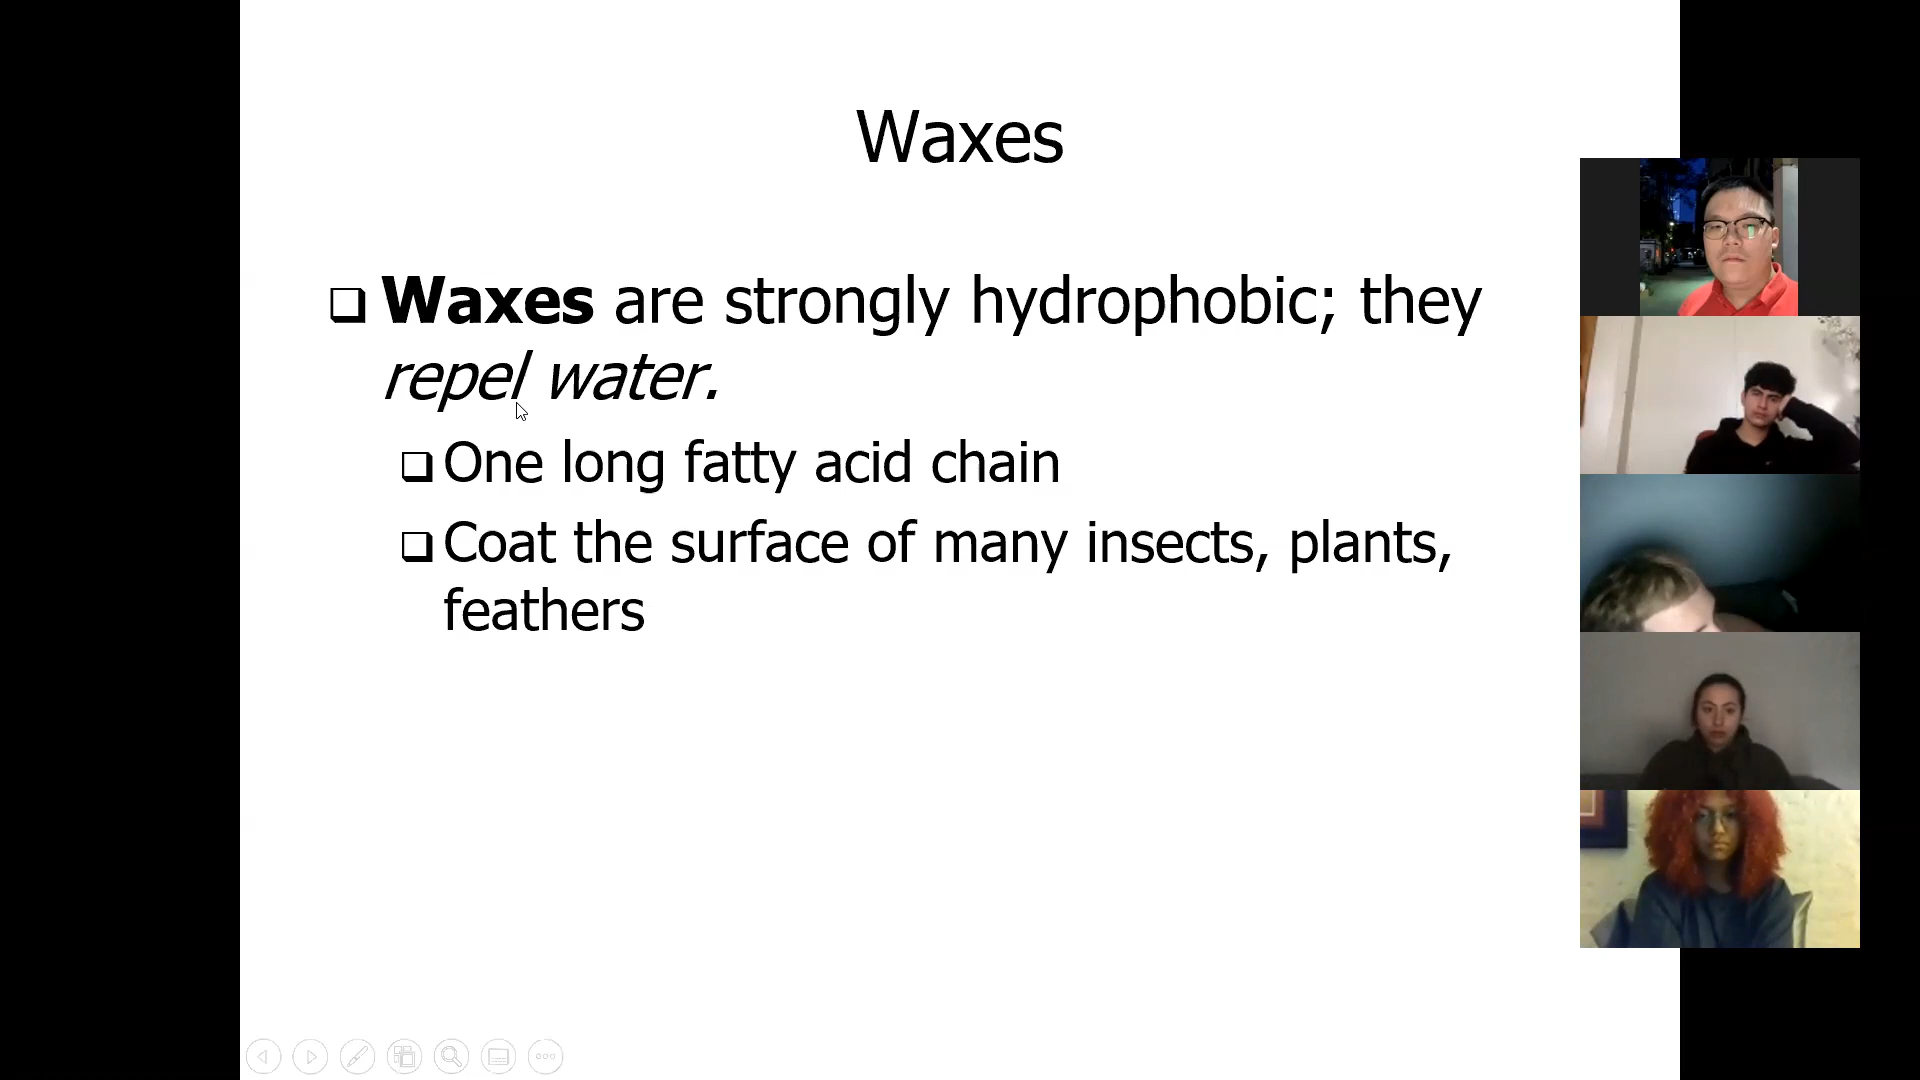 Waxes
Waxes are strongly hydrophobic; they
repel water.
One long fatty acid chain
Coat the surface of many insects, plants,
feathers